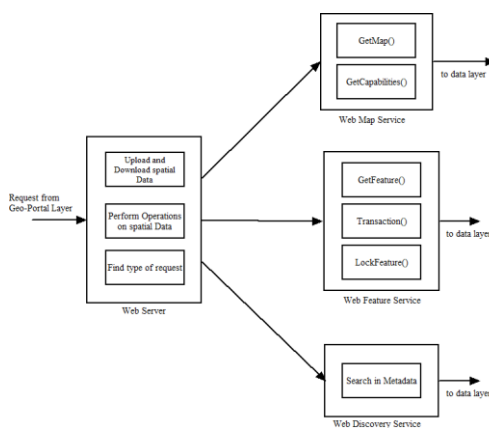 GetMap()
GetCapabilities()
to data layer
Web Map Service
Upload and
Download spatial
Data
Request from
Geo-Portal Layer
Perform Operations
on spatial Data
Find type of request
Web Server
GetFeature()
Transaction()
LockFeature()
to data layer
Web Feature Service
Search in Metadata
to data layer
Web Discovery Service